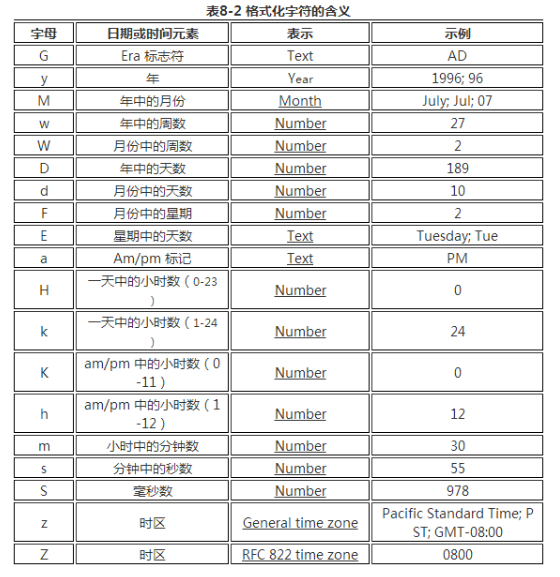 表8-2 格式化字符的含义
字母 日期或时间元素 表示 示例
G Era 标志符 Text AD
y 年 Year 1996; 96
M 年中的月份 Month July; Jul; 07
w 年中的周数 Number 27
W 月份中的周数 Number 2
D 年中的天数 Number 189
d 月份中的天数 Number 10
F 月份中的星期 Number 2
E 星期中的天数 Text Tuesday; Tue
a Am/pm 标记 Text PM
H 一天中的小时数（0-23） Number 0
k 一天中的小时数（1-24） Number 24
K am/pm 中的小时数（0-11） Number 0
h am/pm 中的小时数（1-12） Number 12
m 小时中的分钟数 Number 30
s 分钟中的秒数 Number 55
S 毫秒数 Number 978
z 时区 General time zone Pacific Standard Time; PST; GMT-08:00
Z 时区 RFC 822 time zone 0800